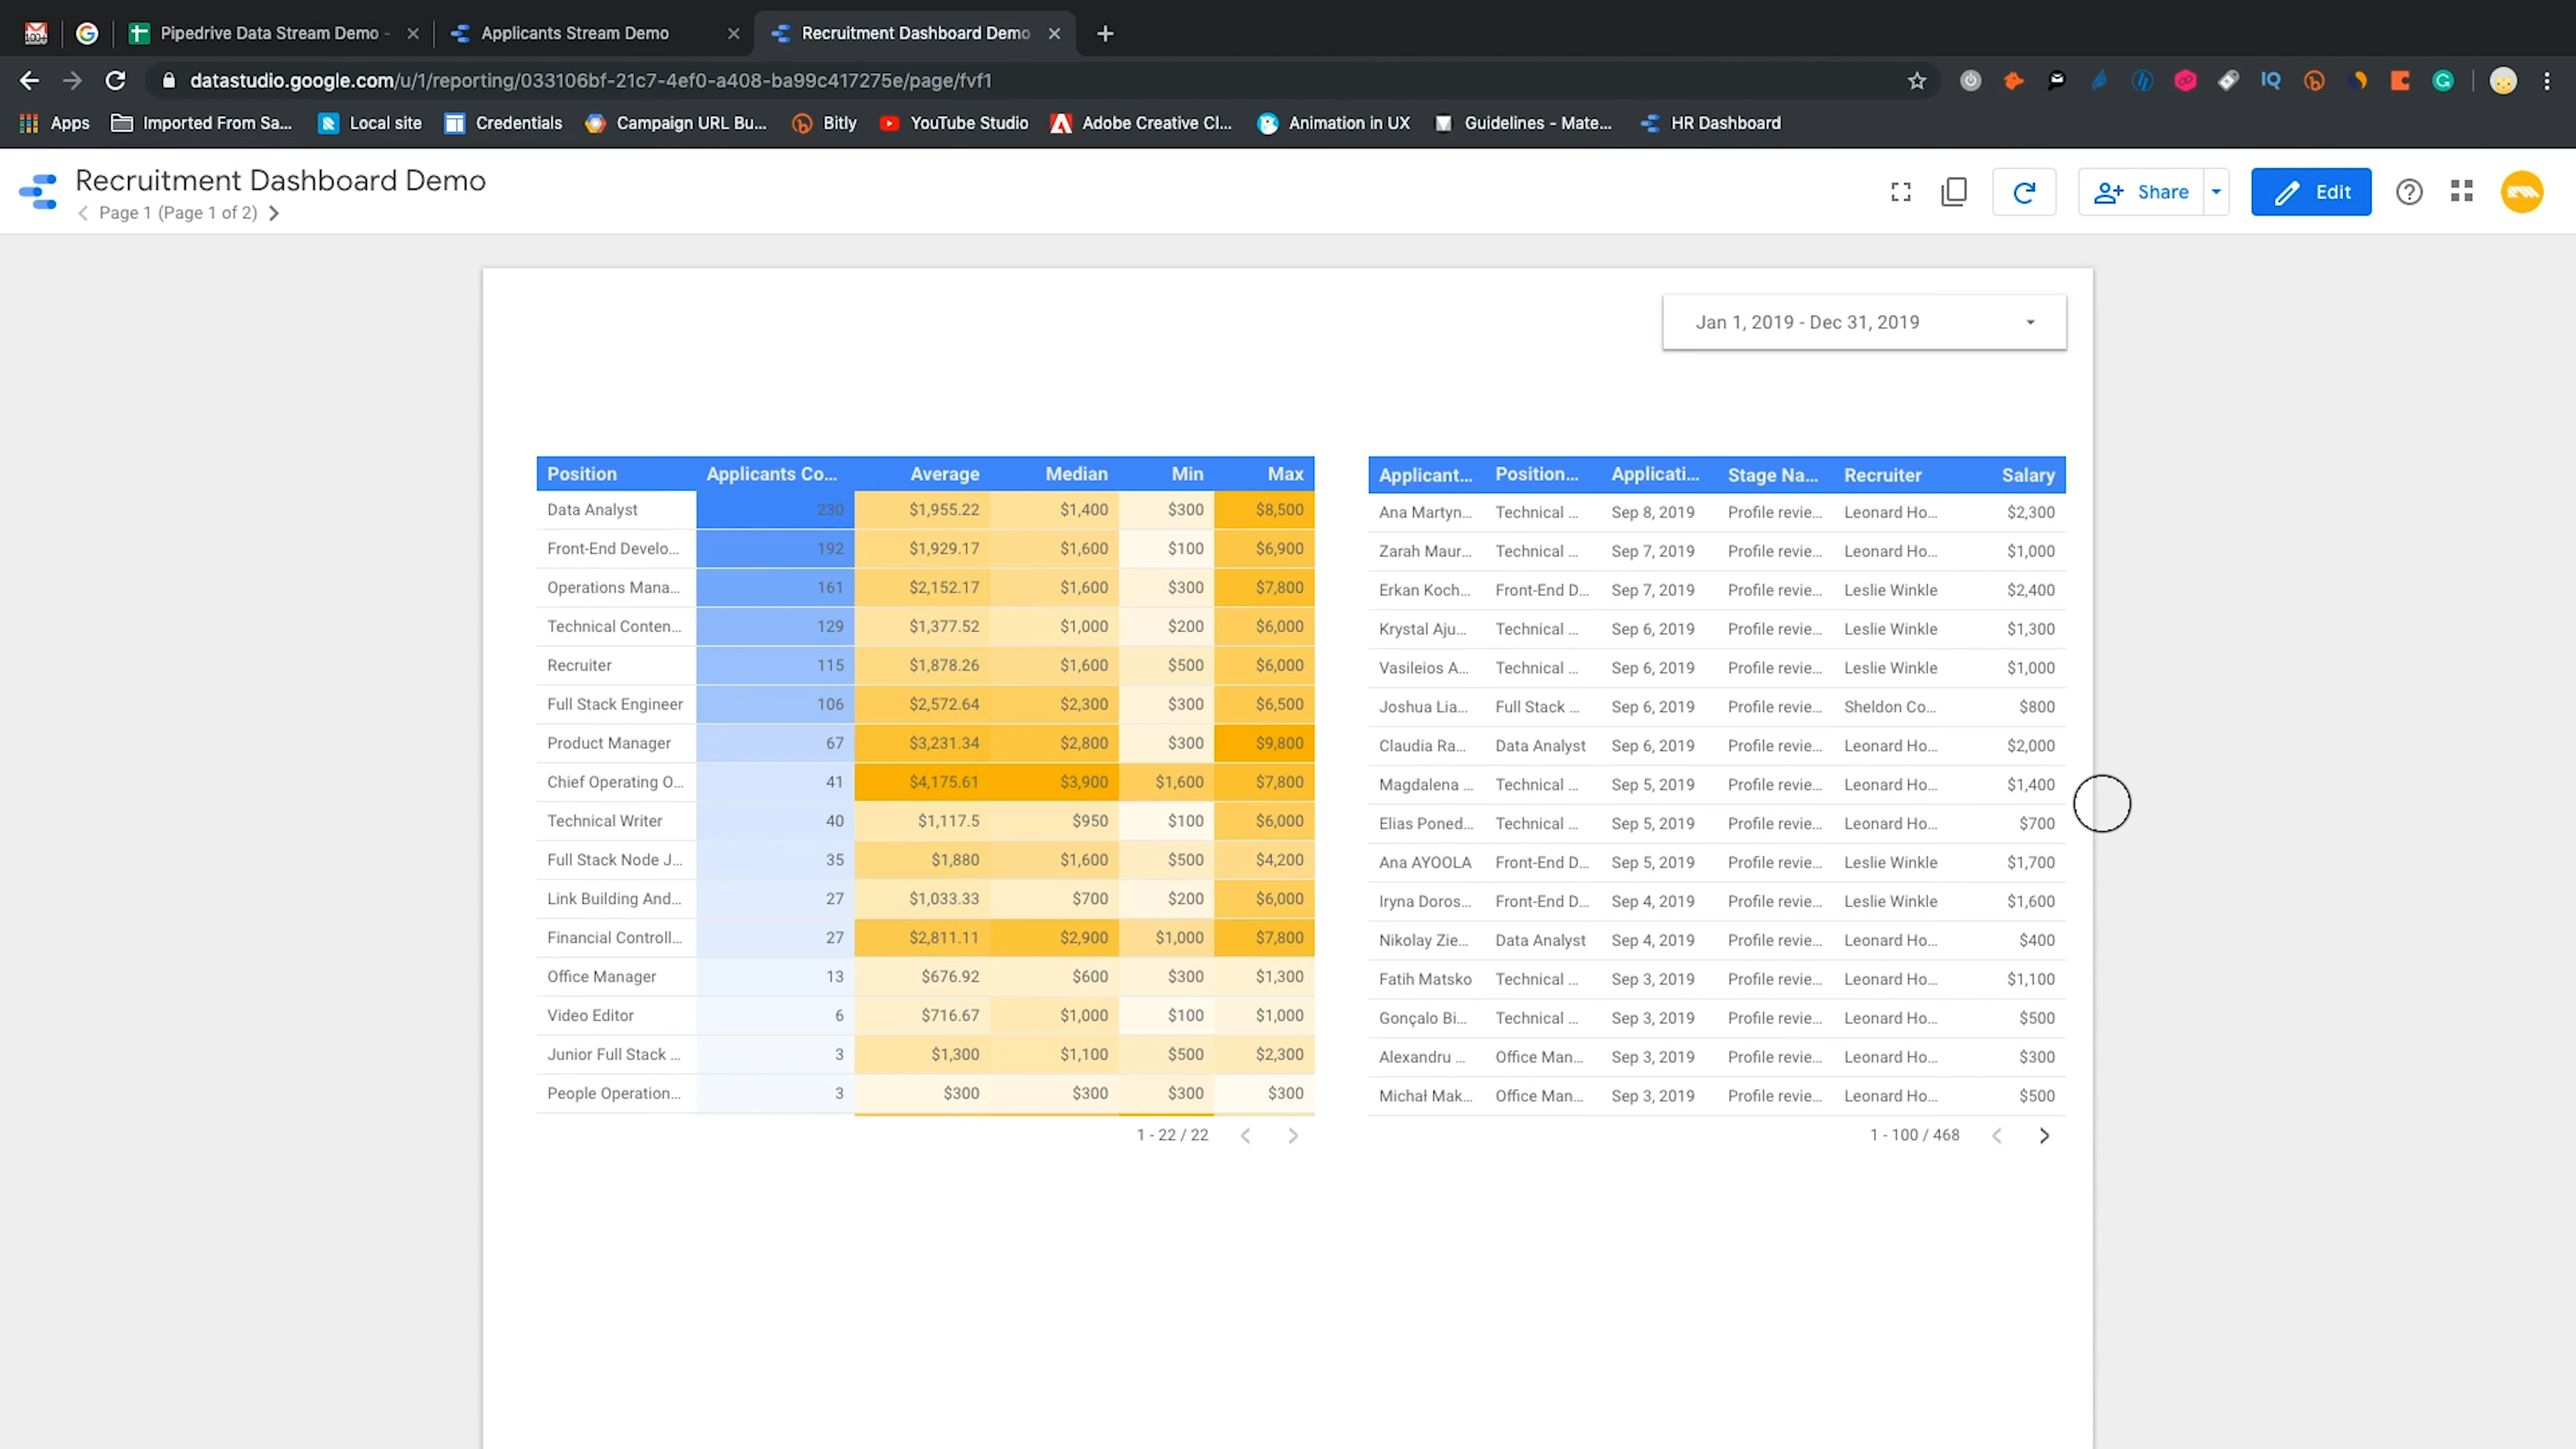 Pipedrive Data Stream Demo -
Applicants Stream Demo
Recruitment Dashboard Demo
datastudio.google.com/u/1/reporting/033106bf-21c7-4ef0-a408-ba99c417275e/page/fvf1
Apps Imported From Sa... Local site Credentials Campaign URL Bu... Bitly YouTube Studio Adobe Creative Cl... Animation in UX Guidelines - Mate... HR Dashboard
Recruitment Dashboard Demo
Page 1 (Page 1 of 2)
Share
Edit
Jan 1, 2019 - Dec 31, 2019
Position Applicants Co... Average Median Min Max
Data Analyst 230 $1,955.22 $1,400 $300 $8,500
Front-End Develo... 192 $1,929.17 $1,600 $100 $6,900
Operations Mana... 161 $2,152.17 $1,600 $300 $7,800
Technical Conten... 129 $1,377.52 $1,000 $200 $6,000
Recruiter 115 $1,878.26 $1,600 $500 $6,000
Full Stack Engineer 106 $2,572.64 $2,300 $300 $6,500
Product Manager 67 $3,231.34 $2,800 $300 $9,800
Chief Operating O... 41 $4,175.61 $3,900 $1,600 $7,800
Technical Writer 40 $1,117.5 $950 $100 $6,000
Full Stack Node J... 35 $1,880 $1,600 $500 $4,200
Link Building And... 27 $1,033.33 $700 $200 $6,000
Financial Controll... 27 $2,811.11 $2,900 $1,000 $7,800
Office Manager 13 $676.92 $600 $300 $1,300
Video Editor 6 $716.67 $1,000 $100 $1,000
Junior Full Stack ... 3 $1,300 $1,100 $500 $2,300
People Operation... 3 $300 $300 $300 $300
1 - 22 / 22
Applicant... Position... Applicati... Stage Na... Recruiter Salary
Ana Martyn... Technical ... Sep 8, 2019 Profile revie... Leonard Ho... $2,300
Zarah Maur... Technical ... Sep 7, 2019 Profile revie... Leonard Ho... $1,000
Erkan Koch... Front-End D... Sep 7, 2019 Profile revie... Leslie Winkle $2,400
Krystal Aju... Technical ... Sep 6, 2019 Profile revie... Leslie Winkle $1,300
Vasileios A... Technical ... Sep 6, 2019 Profile revie... Leslie Winkle $1,000
Joshua Lia... Full Stack ... Sep 6, 2019 Profile revie... Sheldon Co... $800
Claudia Ra... Data Analyst Sep 6, 2019 Profile revie... Leonard Ho... $2,000
Magdalena ... Technical ... Sep 5, 2019 Profile revie... Leonard Ho... $1,400
Elias Poned... Technical ... Sep 5, 2019 Profile revie... Leonard Ho... $700
Ana AYOOLA Front-End D... Sep 5, 2019 Profile revie... Leslie Winkle $1,700
Iryna Doros... Front-End D... Sep 4, 2019 Profile revie... Leslie Winkle $1,600
Nikolay Zie... Data Analyst Sep 4, 2019 Profile revie... Leonard Ho... $400
Fatih Matsko Technical ... Sep 3, 2019 Profile revie... Leonard Ho... $1,100
Gonçalo Bi... Technical ... Sep 3, 2019 Profile revie... Leonard Ho... $500
Alexandru ... Office Man... Sep 3, 2019 Profile revie... Leonard Ho... $300
Michał Mak... Office Man... Sep 3, 2019 Profile revie... Leonard Ho... $500
1 - 100 / 468